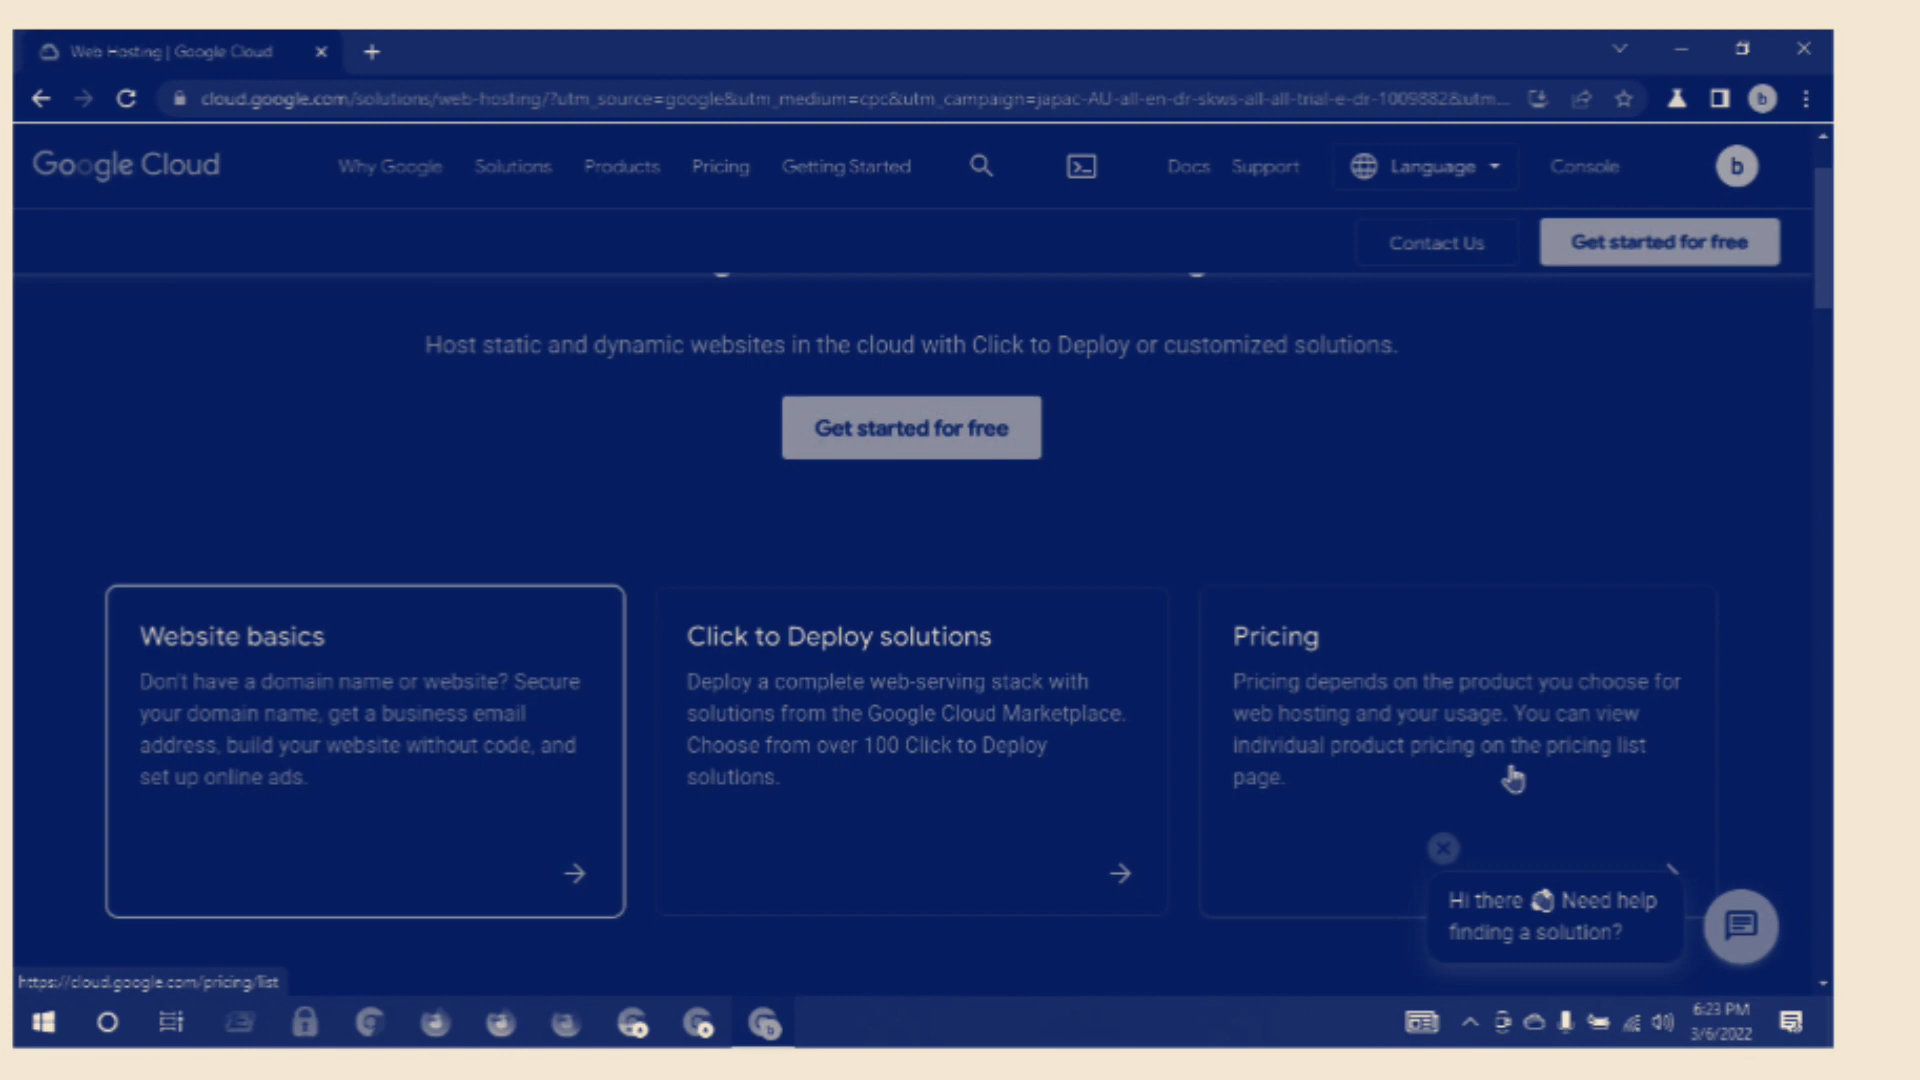 Web Hosting | Google Cloud
cloud.google.com/solutions/web-hosting/?utm_source=google&utm_medium=cpc&utm_campaign=japac-AU-all-en-dr-skws-all-all-trial-e-dr-1009882&utm...
b
Google Cloud
Why Google
Solutions
Products
Pricing
Getting Started
Docs
Support
Language
Console
b
Contact Us
Get started for free
Host static and dynamic websites in the cloud with Click to Deploy or customized solutions.
Get started for free
Website basics
Don't have a domain name or website? Secure
your domain name, get a business email
address, build your website without code, and
set up online ads.
Click to Deploy solutions
Deploy a complete web-serving stack with
solutions from the Google Cloud Marketplace.
Choose from over 100 Click to Deploy
solutions.
Pricing
Pricing depends on the product you choose for
web hosting and your usage. You can view
individual product pricing on the pricing list
page.
Hi there Need help
finding a solution?
https://cloud.google.com/pricing/list
6:23 PM
3/6/2022